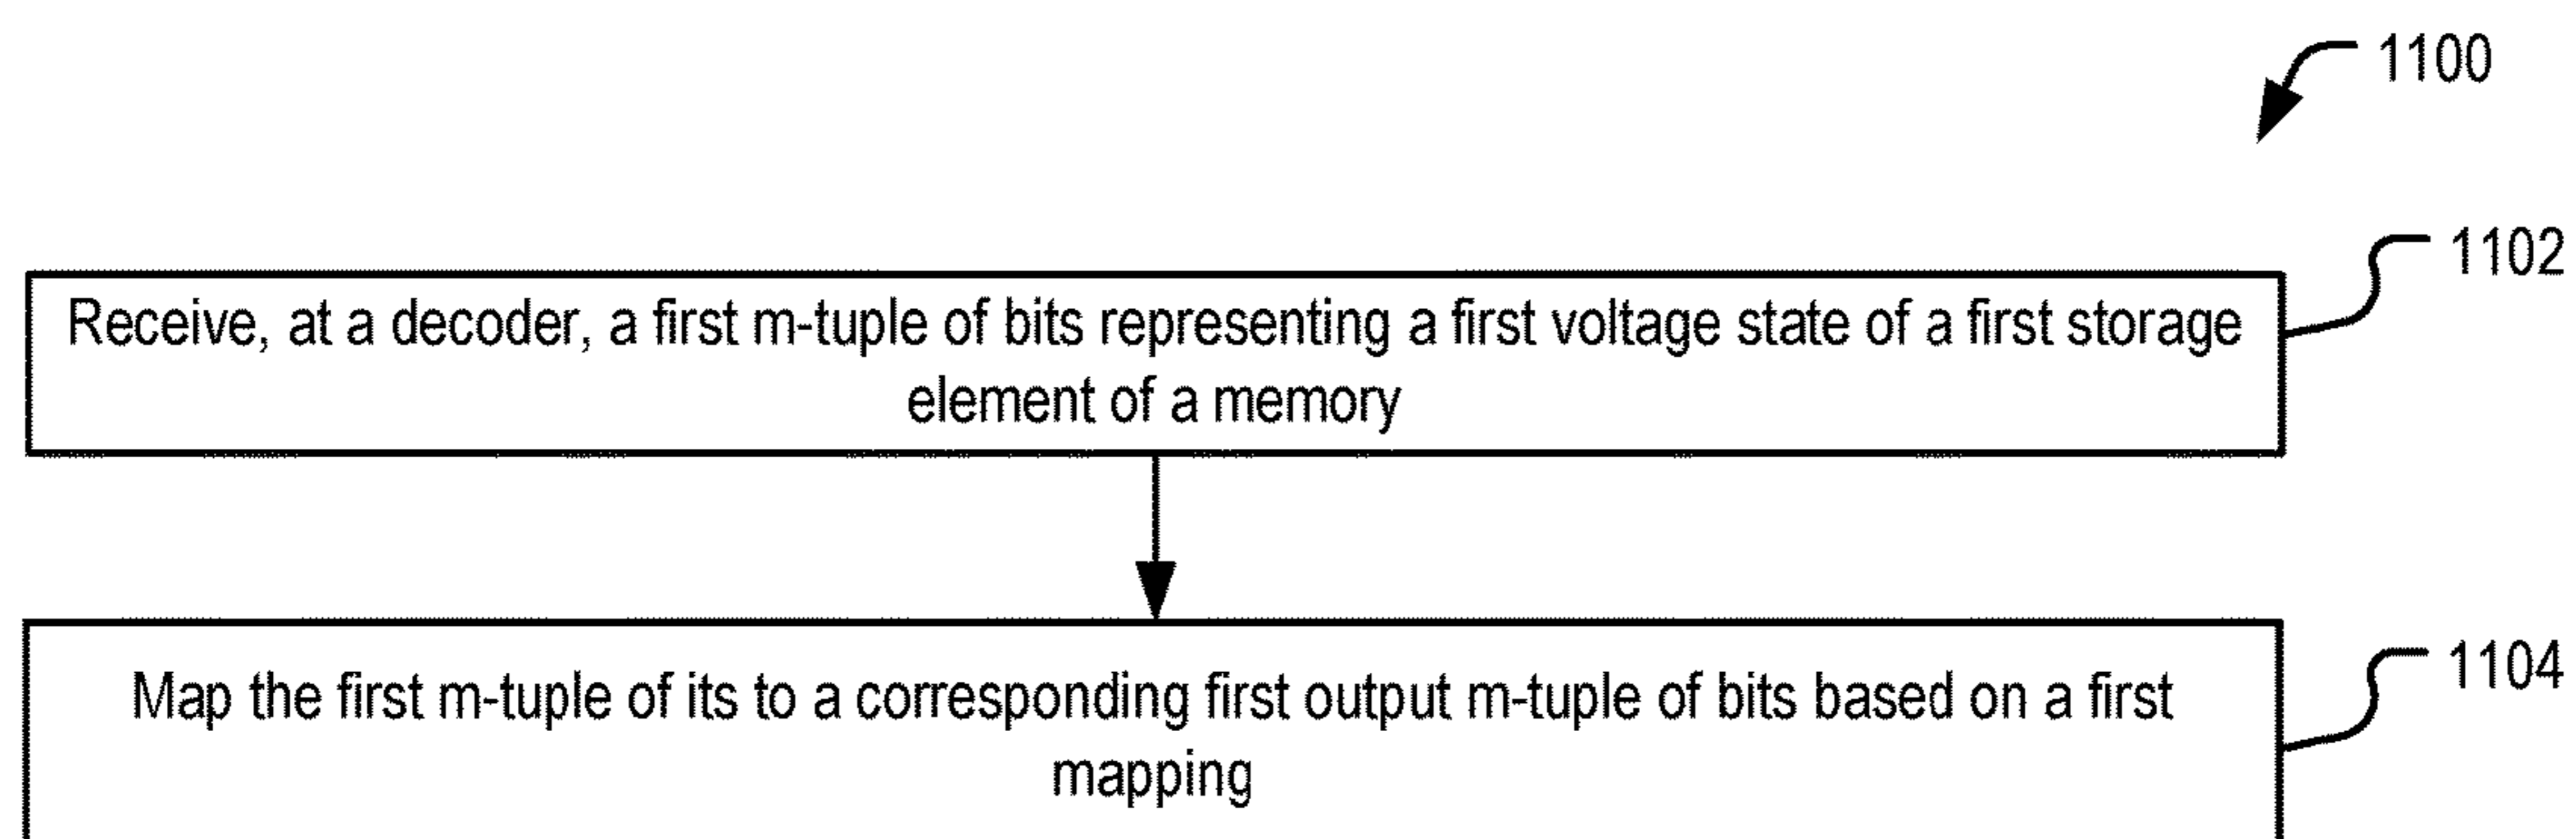 1100
1102
Receive, at a decoder, a first m-tuple of bits representing a first voltage state of a first storage
element of a memory
1104
Map the first m-tuple of its to a corresponding first output m-tuple of bits based on a first
mapping